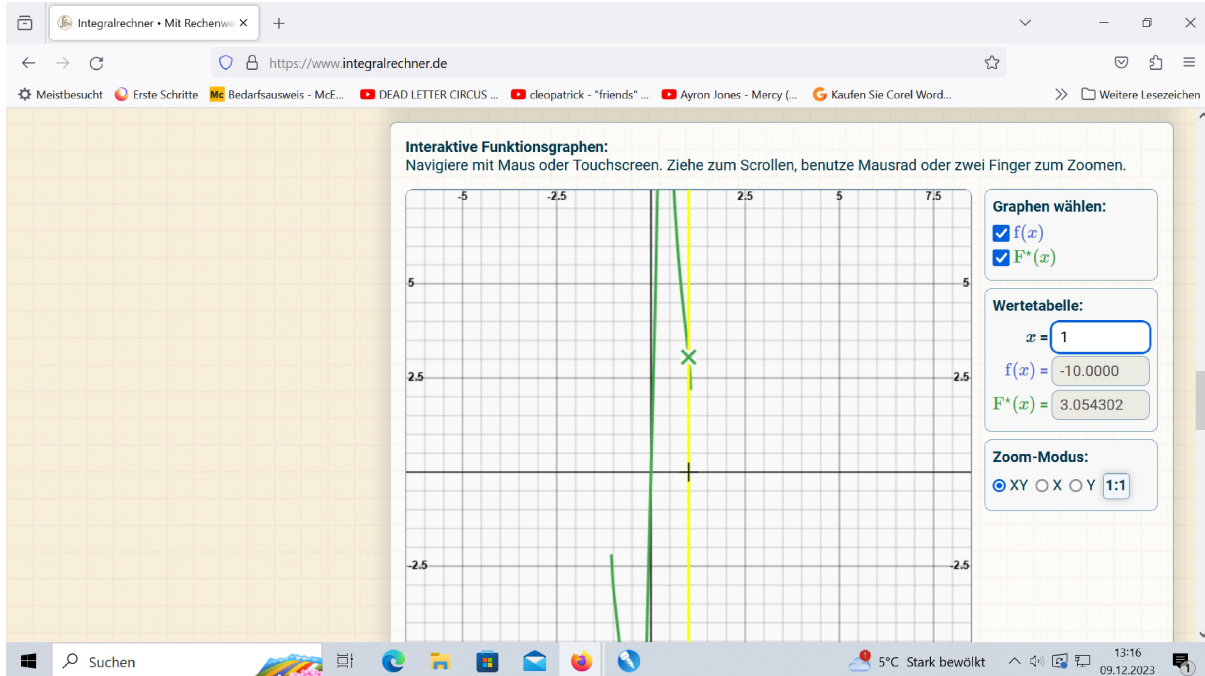 Integralrechner • Mit Rechenwe
https://www.integralrechner.de
Meistbesucht Erste Schritte Mc Bedarfsausweis - McE... DEAD LETTER CIRCUS ... cleopatrick - "friends" ... Ayron Jones - Mercy (... Kaufen Sie Corel Word... Weitere Lesezeichen
Interaktive Funktionsgraphen:
Navigiere mit Maus oder Touchscreen. Ziehe zum Scrollen, benutze Mausrad oder zwei Finger zum Zoomen.
-5 -2.5 2.5 5 7.5
5 5
2.5 2.5
-2.5 -2.5
Graphen wählen:
f(x)
F*(x)
Wertetabelle:
x = 1
f(x) = -10.0000
F*(x) = 3.054302
Zoom-Modus:
XY X Y 1:1
Suchen
5°C Stark bewölkt
13:16
09.12.2023
1